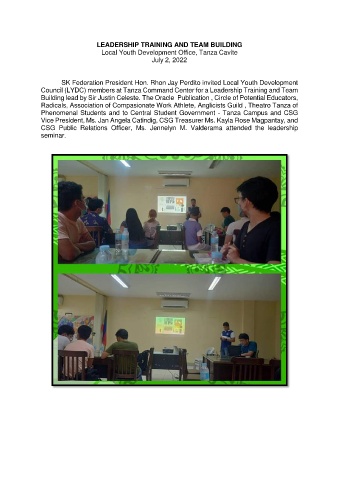 LEADERSHIP TRAINING AND TEAM BUILDING
Local Youth Development Office, Tanza Cavite
July 2, 2022
SK Federation President Hon. Rhon Jay Perdito invited Local Youth Development
Council (LYDC) members at Tanza Command Center for a Leadership Training and Team
Building lead by Sir Justin Celeste. The Oracle Publication , Circle of Potential Educators,
Radicals, Association of Compasionate Work Athlete, Anglicists Guild , Theatro Tanza of
Phenomenal Students and to Central Student Government - Tanza Campus and CSG
Vice President, Ms. Jan Angela Catindig, CSG Treasurer Ms. Kayla Rose Magpantay, and
CSG Public Relations Officer, Ms. Jennelyn M. Valderama attended the leadership
seminar.